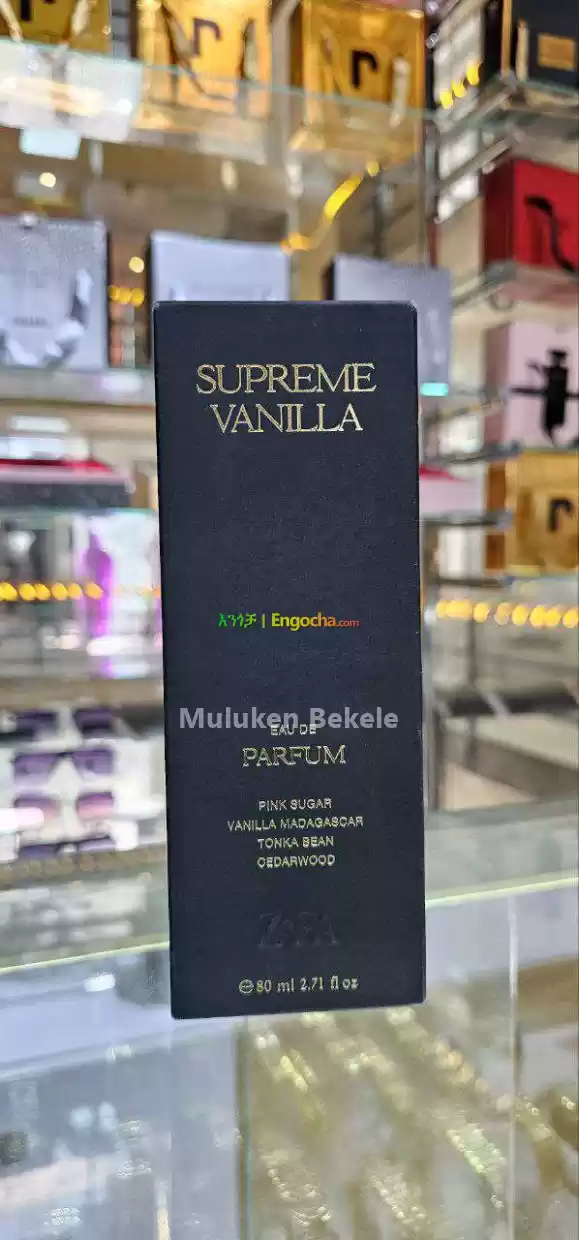 SUPREME
VANILLA
እንጎቻ | Engocha.com
Muluken Bekele
EAU DE
PARFUM
PINK SUGAR
VANILLA MADAGASCAR
TONKA BEAN
CEDARWOOD
ZARA
℮ 80 ml 2.71 fl oz